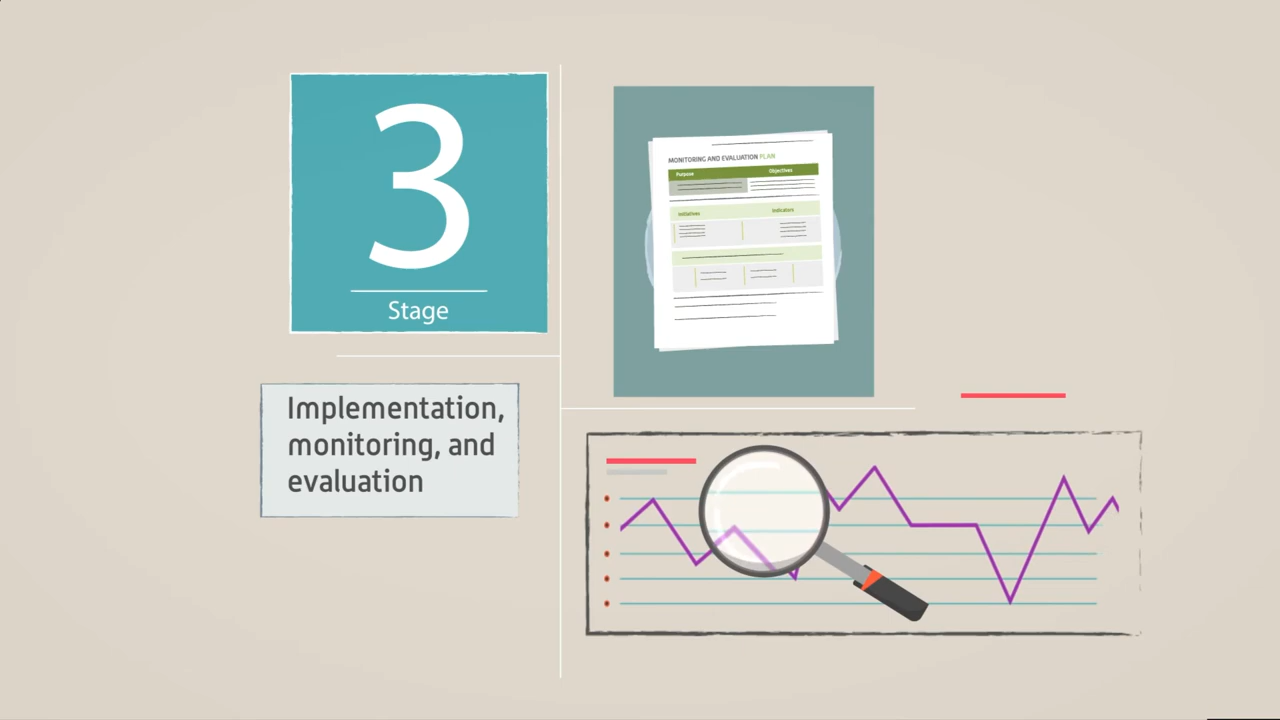 3
Stage
Implementation,
monitoring, and
evaluation
MONITORING AND EVALUATION PLAN
Purpose
Objectives
Initiatives
Indicators